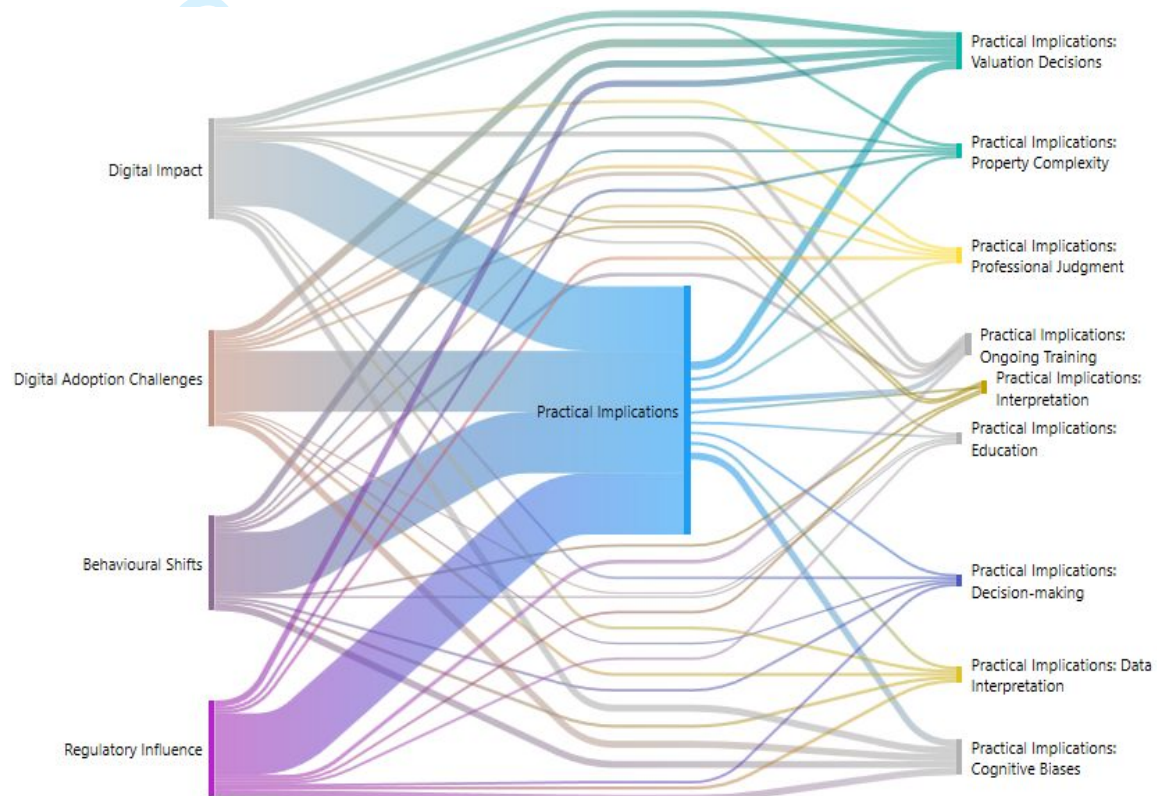 Digital Impact
Digital Adoption Challenges
Behavioural Shifts
Regulatory Influence
Practical Implications
Practical Implications:
Valuation Decisions
Practical Implications:
Property Complexity
Practical Implications:
Professional Judgment
Practical Implications:
Ongoing Training
Practical Implications:
Interpretation
Practical Implications:
Education
Practical Implications:
Decision-making
Practical Implications: Data
Interpretation
Practical Implications:
Cognitive Biases